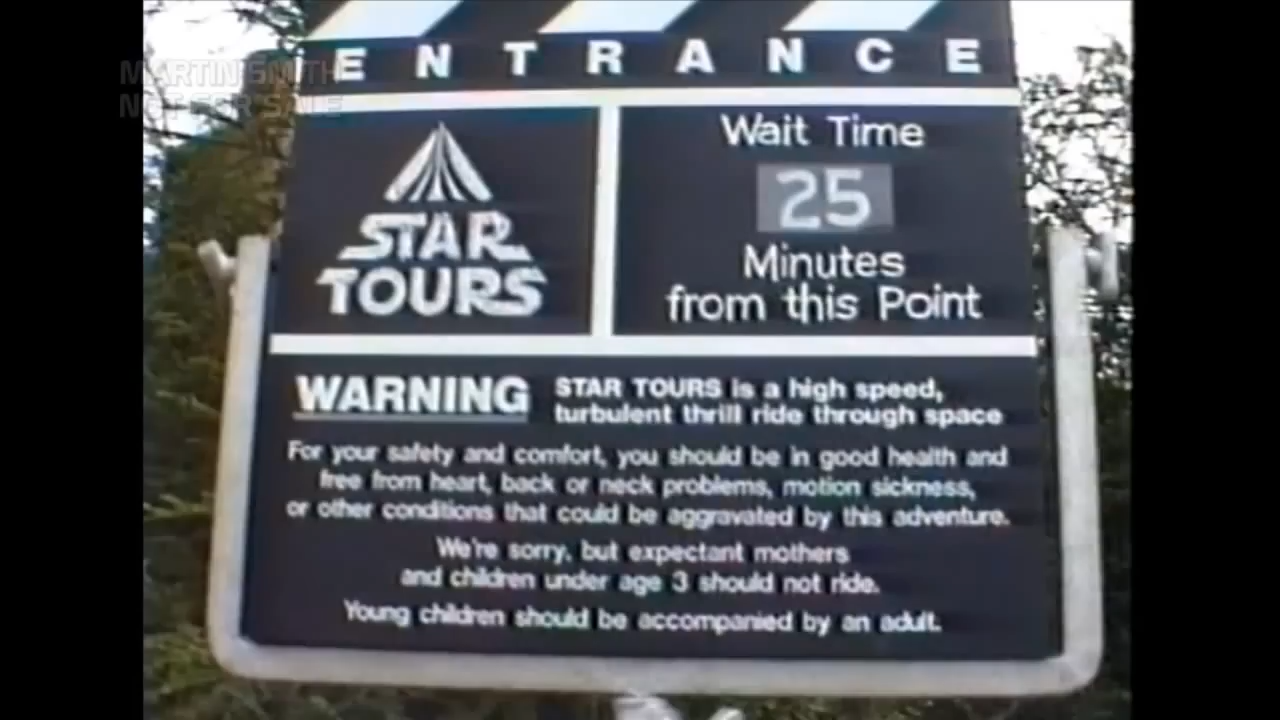 MARTIN SMITH
NOT FOR SALE
ENTRANCE
STAR
TOURS
Wait Time
25
Minutes
from this Point
WARNING
STAR TOURS is a high speed,
turbulent thrill ride through space
For your safety and comfort, you should be in good health and
free from heart, back or neck problems, motion sickness,
or other conditions that could be aggravated by this adventure.
We're sorry, but expectant mothers
and children under age 3 should not ride.
Young children should be accompanied by an adult.